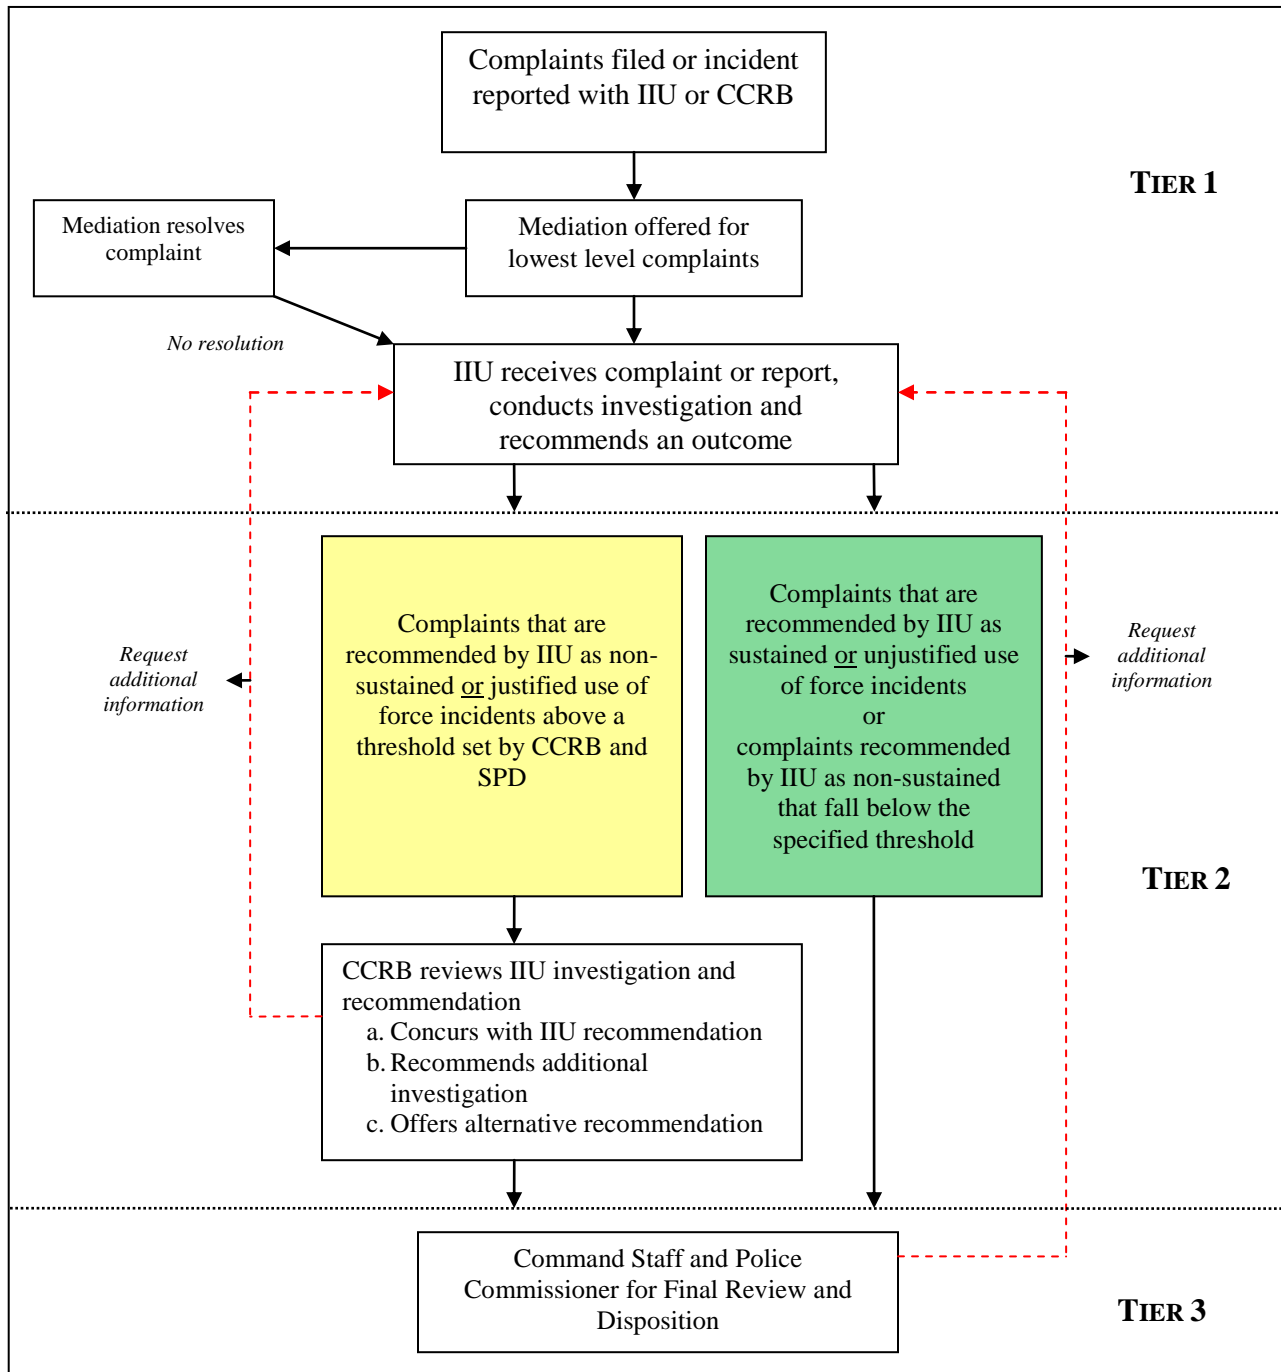 Complaints filed or incident
reported with IIU or CCRB
TIER 1
Mediation resolves
complaint
Mediation offered for
lowest level complaints
No resolution
IIU receives complaint or report,
conducts investigation and
recommends an outcome
Request
additional
information
Complaints that are
recommended by IIU as non-
sustained or justified use of
force incidents above a
threshold set by CCRB and
SPD
Complaints that are
recommended by IIU as
sustained or unjustified use
of force incidents
or
complaints recommended
by IIU as non-sustained
that fall below the
specified threshold
Request
additional
information
TIER 2
CCRB reviews IIU investigation and
recommendation
a. Concurs with IIU recommendation
b. Recommends additional
investigation
c. Offers alternative recommendation
Command Staff and Police
Commissioner for Final Review and
Disposition
TIER 3